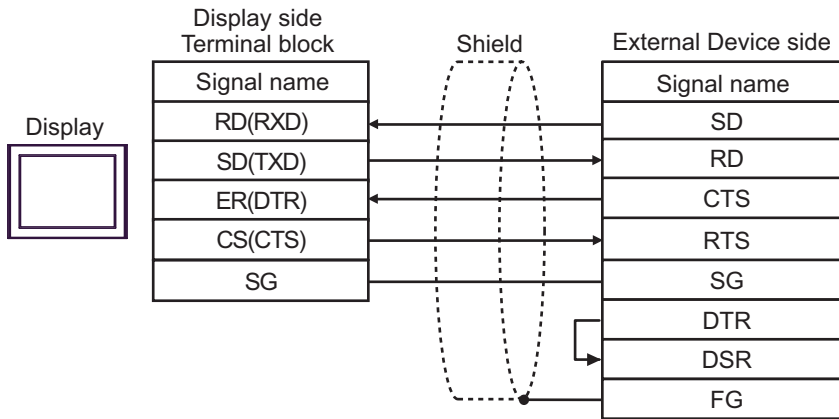 Display side
Terminal block
Shield
External Device side
Signal name
Signal name
Display
RD(RXD)
SD
SD(TXD)
RD
ER(DTR)
CTS
CS(CTS)
RTS
SG
SG
DTR
DSR
FG